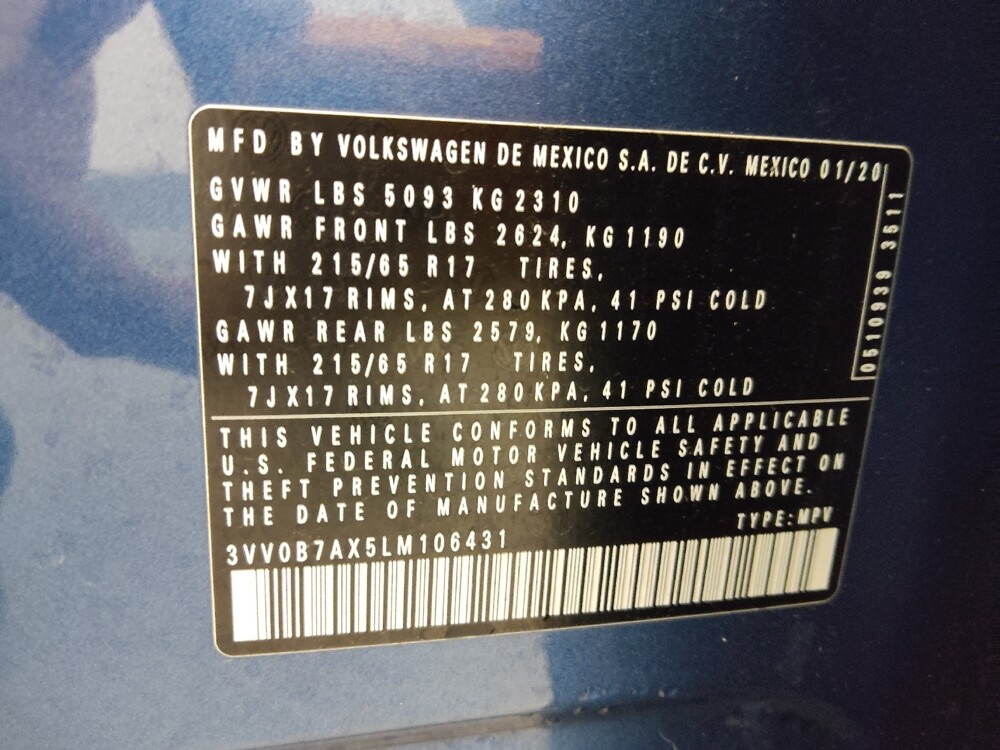 MFD BY VOLKSWAGEN DE MEXICO S.A. DE C.V. MEXICO 01/20
GVWR LBS 5093 KG 2310
GAWR FRONT LBS 2624, KG 1190
WITH 215/65 R17 TIRES,
7JX17 RIMS, AT 280 KPA, 41 PSI COLD
GAWR REAR LBS 2579, KG 1170
WITH 215/65 R17 TIRES,
7JX17 RIMS, AT 280 KPA, 41 PSI COLD
0510939 3511
THIS VEHICLE CONFORMS TO ALL APPLICABLE
U.S. FEDERAL MOTOR VEHICLE SAFETY AND
THEFT PREVENTION STANDARDS IN EFFECT ON
THE DATE OF MANUFACTURE SHOWN ABOVE.
TYPE:MPV
3VV0B7AX5LM106431